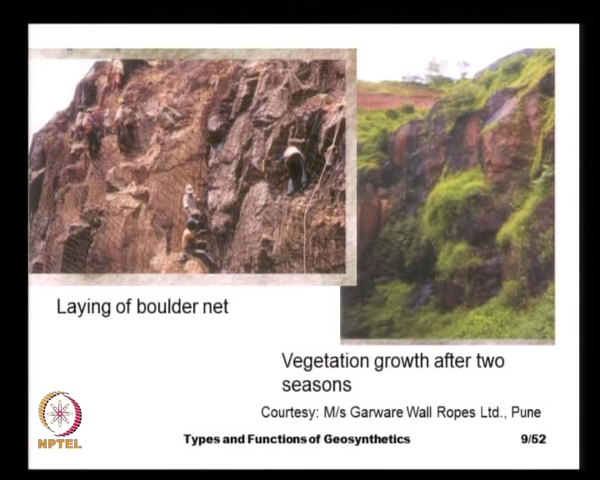 Laying of boulder net
Vegetation growth after two
seasons
Courtesy: M/s Garware Wall Ropes Ltd., Pune
NPTEL
Types and Functions of Geosynthetics
9/52